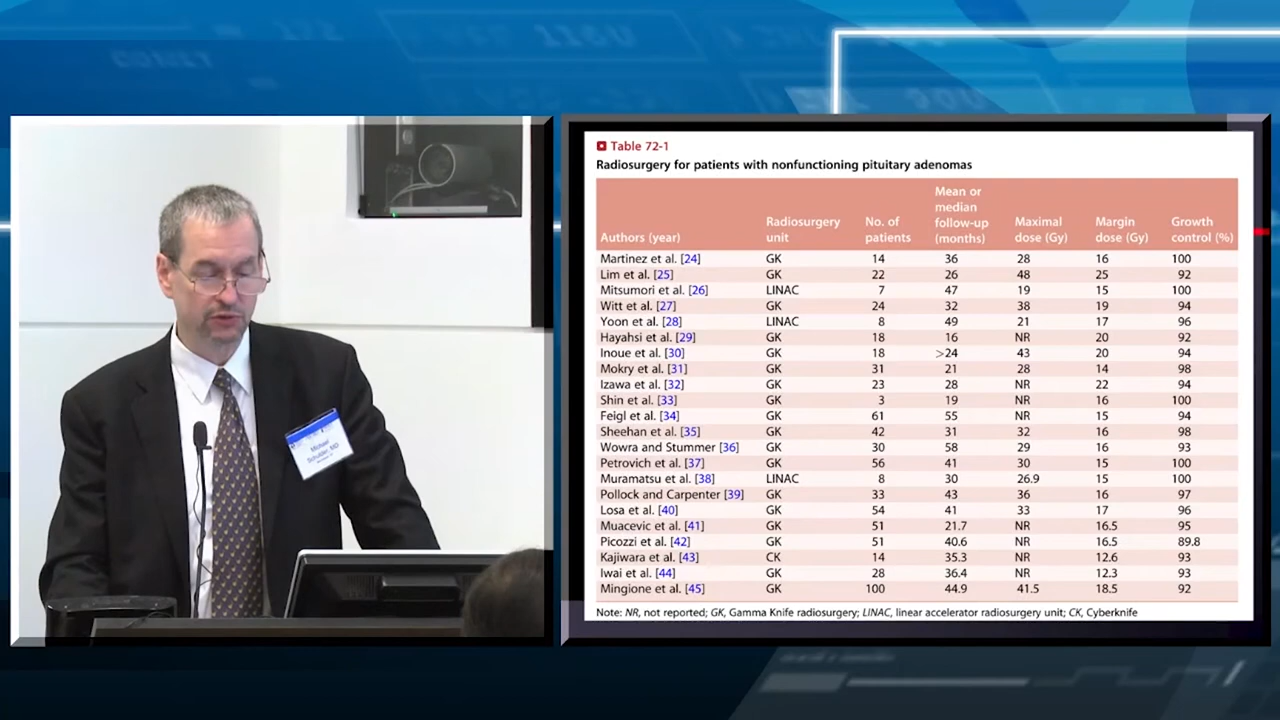 Michael
Schulder, MD
Table 72-1
Radiosurgery for patients with nonfunctioning pituitary adenomas
Authors (year) Radiosurgery unit No. of patients Mean or median follow-up (months) Maximal dose (Gy) Margin dose (Gy) Growth control (%)
Martinez et al. [24] GK 14 36 28 16 100
Lim et al. [25] GK 22 26 48 25 92
Mitsumori et al. [26] LINAC 7 47 19 15 100
Witt et al. [27] GK 24 32 38 19 94
Yoon et al. [28] LINAC 8 49 21 17 96
Hayahsi et al. [29] GK 18 16 NR 20 92
Inoue et al. [30] GK 18 >24 43 20 94
Mokry et al. [31] GK 31 21 28 14 98
Izawa et al. [32] GK 23 28 NR 22 94
Shin et al. [33] GK 3 19 NR 16 100
Feigl et al. [34] GK 61 55 NR 15 94
Sheehan et al. [35] GK 42 31 32 16 98
Wowra and Stummer [36] GK 30 58 29 16 93
Petrovich et al. [37] GK 56 41 30 15 100
Muramatsu et al. [38] LINAC 8 30 26.9 15 100
Pollock and Carpenter [39] GK 33 43 36 16 97
Losa et al. [40] GK 54 41 33 17 96
Muacevic et al. [41] GK 51 21.7 NR 16.5 95
Picozzi et al. [42] GK 51 40.6 NR 16.5 89.8
Kajiwara et al. [43] CK 14 35.3 NR 12.6 93
Iwai et al. [44] GK 28 36.4 NR 12.3 93
Mingione et al. [45] GK 100 44.9 41.5 18.5 92
Note: NR, not reported; GK, Gamma Knife radiosurgery; LINAC, linear accelerator radiosurgery unit; CK, Cyberknife